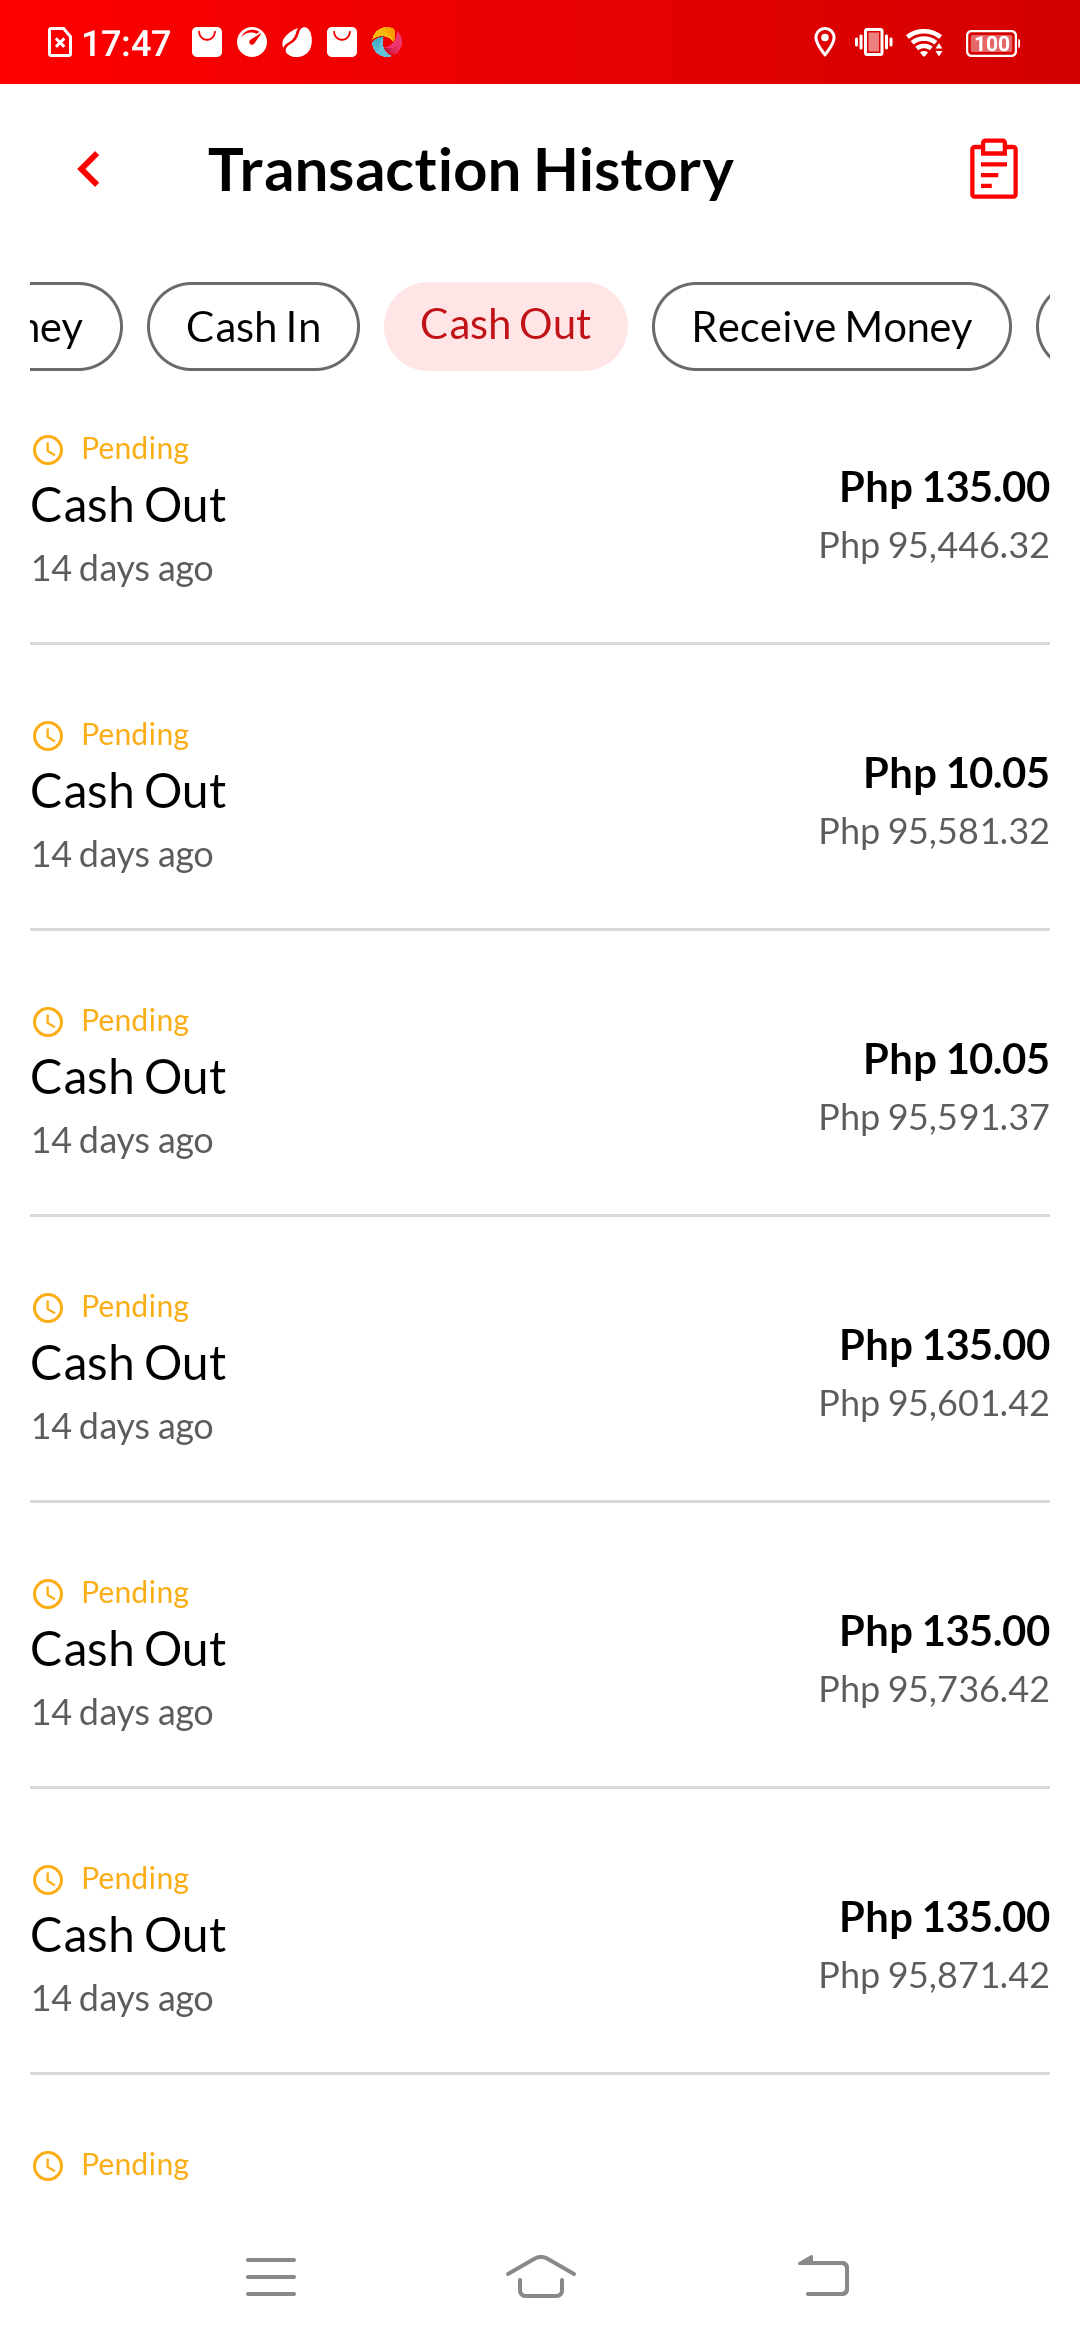 17:47 100
Transaction History
ney Cash In Cash Out Receive Money
Pending
Cash Out
14 days ago
Php 135.00
Php 95,446.32
Pending
Cash Out
14 days ago
Php 10.05
Php 95,581.32
Pending
Cash Out
14 days ago
Php 10.05
Php 95,591.37
Pending
Cash Out
14 days ago
Php 135.00
Php 95,601.42
Pending
Cash Out
14 days ago
Php 135.00
Php 95,736.42
Pending
Cash Out
14 days ago
Php 135.00
Php 95,871.42
Pending